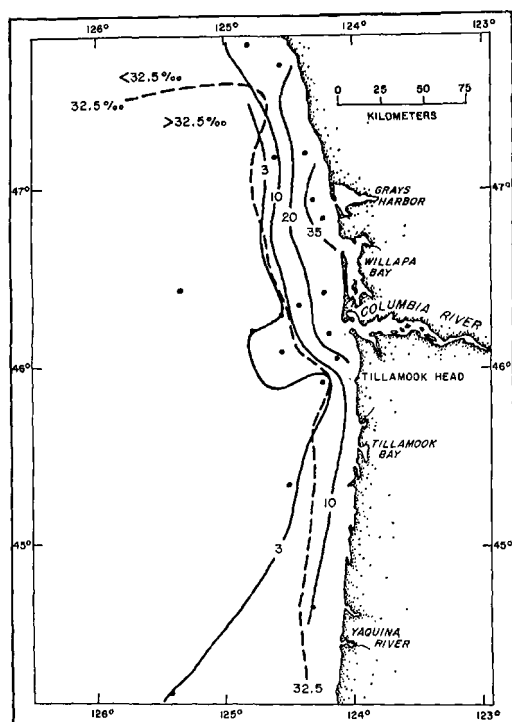 126° 125° 124° 123°
<32.5‰
32.5‰
>32.5‰
0 25 50 75
KILOMETERS
47° 47°
3
10
20
35
GRAYS
HARBOR
WILLAPA
BAY
COLUMBIA RIVER
46° 46°
TILLAMOOK HEAD
TILLAMOOK
BAY
10
3
45° 45°
YAQUINA
RIVER
32.5
126° 125° 124° 123°